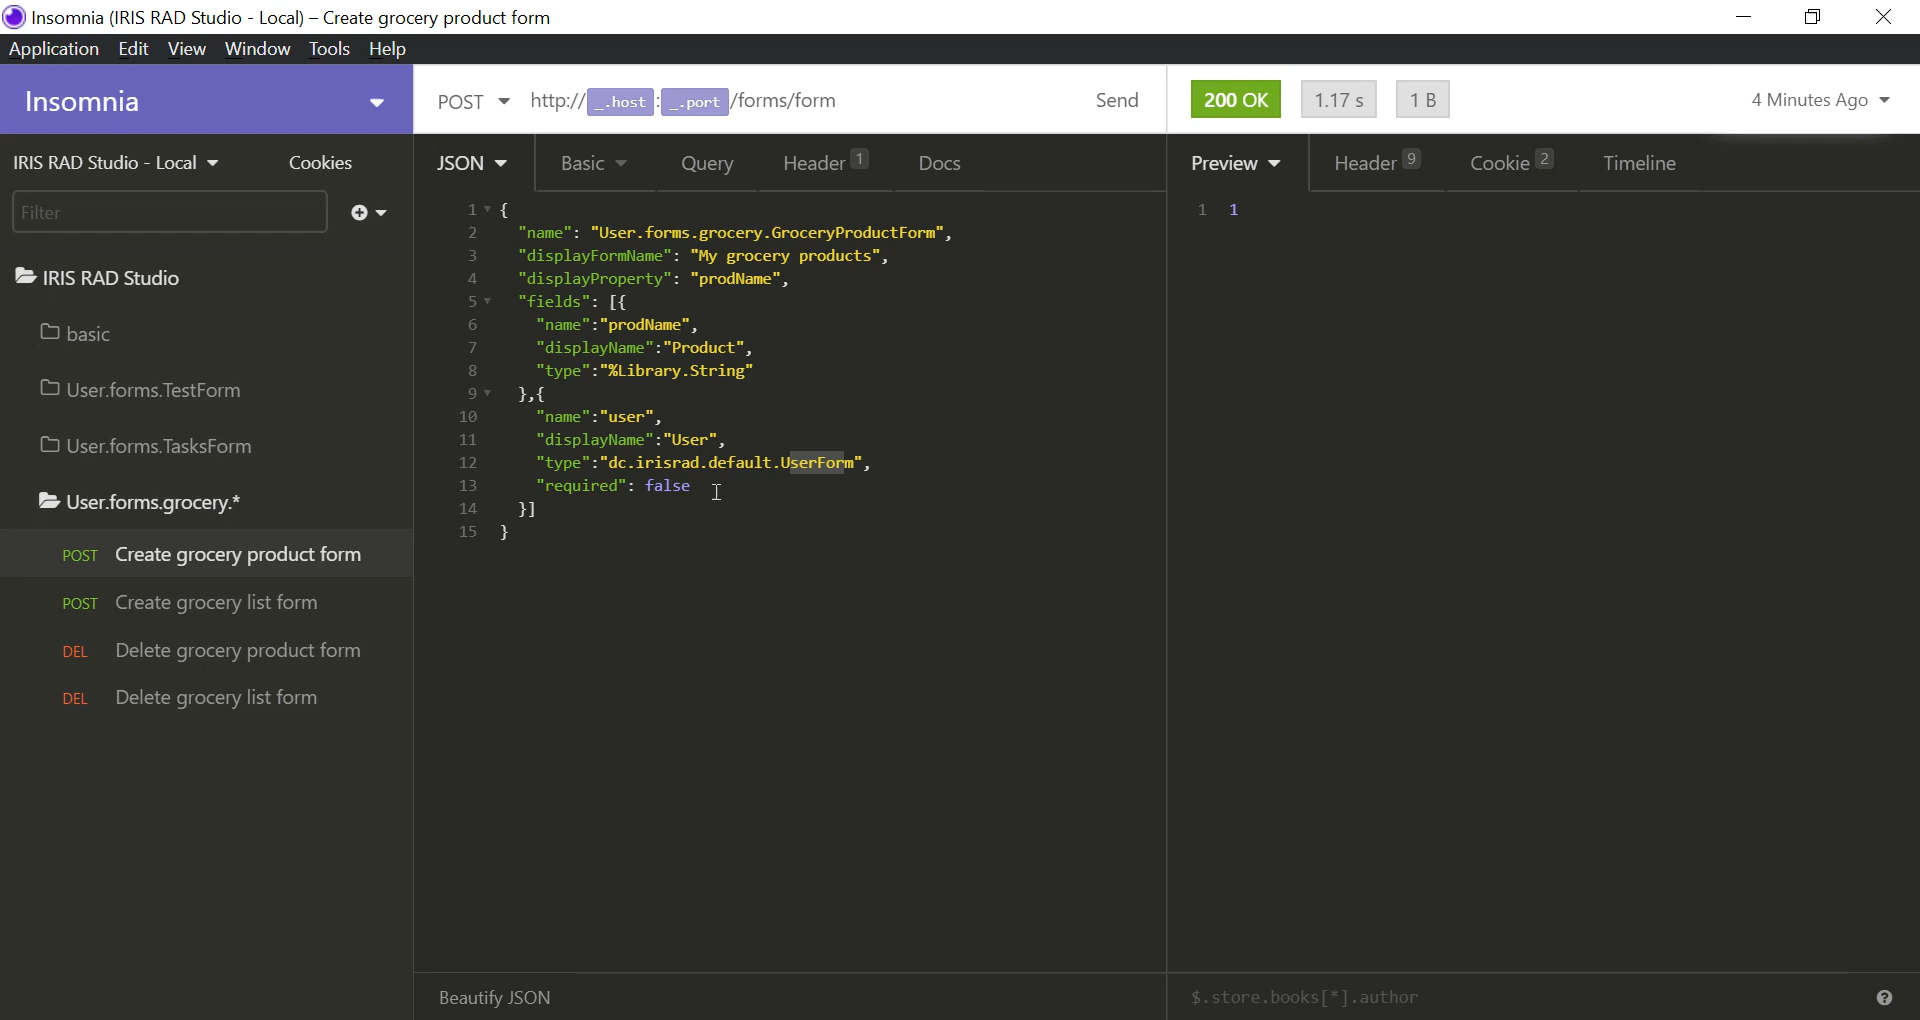 Insomnia (IRIS RAD Studio - Local) – Create grocery product form
Application Edit View Window Tools Help
Insomnia
POST http:// _.host : _.port /forms/form Send
200 OK 1.17 s 1 B 4 Minutes Ago
IRIS RAD Studio - Local Cookies
JSON Basic Query Header 1 Docs
Preview Header 9 Cookie 2 Timeline
Filter
IRIS RAD Studio
basic
User.forms.TestForm
User.forms.TasksForm
User.forms.grocery.*
POST Create grocery product form
POST Create grocery list form
DEL Delete grocery product form
DEL Delete grocery list form
1 {
2 "name": "User.forms.grocery.GroceryProductForm",
3 "displayFormName": "My grocery products",
4 "displayProperty": "prodName",
5 "fields": [{
6 "name":"prodName",
7 "displayName":"Product",
8 "type":"%Library.String"
9 },{
10 "name":"user",
11 "displayName":"User",
12 "type":"dc.irisrad.default.UserForm",
13 "required": false
14 }]
15 }
1 1
Beautify JSON
$.store.books[*].author